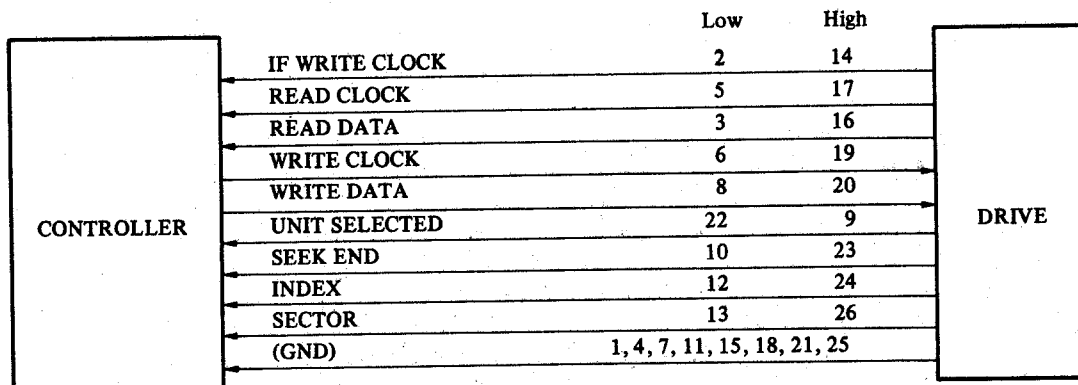 Low High
IF WRITE CLOCK 2 14
READ CLOCK 5 17
READ DATA 3 16
WRITE CLOCK 6 19
WRITE DATA 8 20
CONTROLLER UNIT SELECTED 22 9 DRIVE
SEEK END 10 23
INDEX 12 24
SECTOR 13 26
(GND) 1, 4, 7, 11, 15, 18, 21, 25